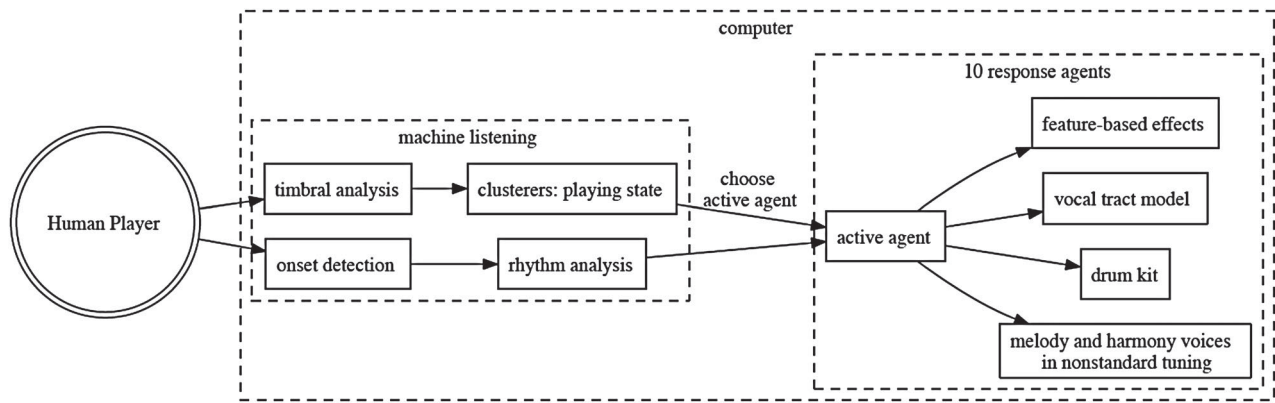 computer
10 response agents
machine listening
Human Player
timbral analysis
clusterers: playing state
onset detection
rhythm analysis
choose
active agent
active agent
feature-based effects
vocal tract model
drum kit
melody and harmony voices
in nonstandard tuning